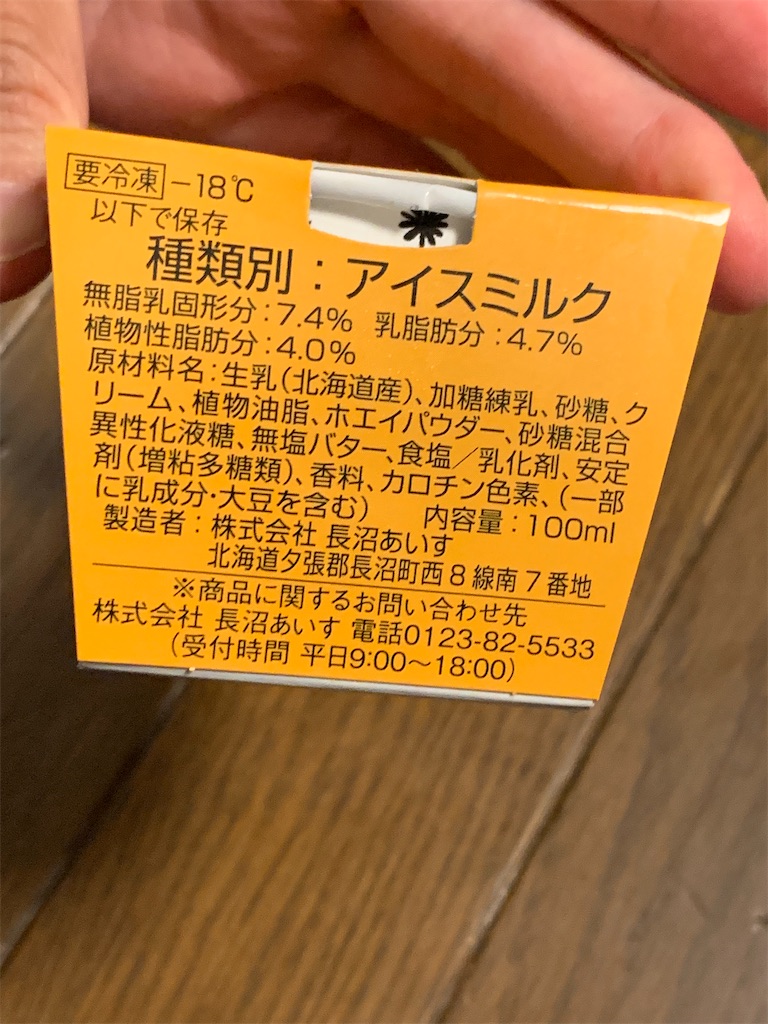 要冷凍 -18℃
以下で保存
種類別：アイスミルク
無脂乳固形分：7.4% 乳脂肪分：4.7%
植物性脂肪分：4.0%
原材料名：生乳(北海道産)、加糖練乳、砂糖、ク
リーム、植物油脂、ホエイパウダー、砂糖混合
異性化液糖、無塩バター、食塩／乳化剤、安定
剤(増粘多糖類)、香料、カロチン色素、(一部
に乳成分・大豆を含む) 内容量：100ml
製造者：株式会社 長沼あいす
北海道夕張郡長沼町西8線南7番地
※商品に関するお問い合わせ先
株式会社 長沼あいす 電話0123-82-5533
(受付時間 平日9:00〜18:00)